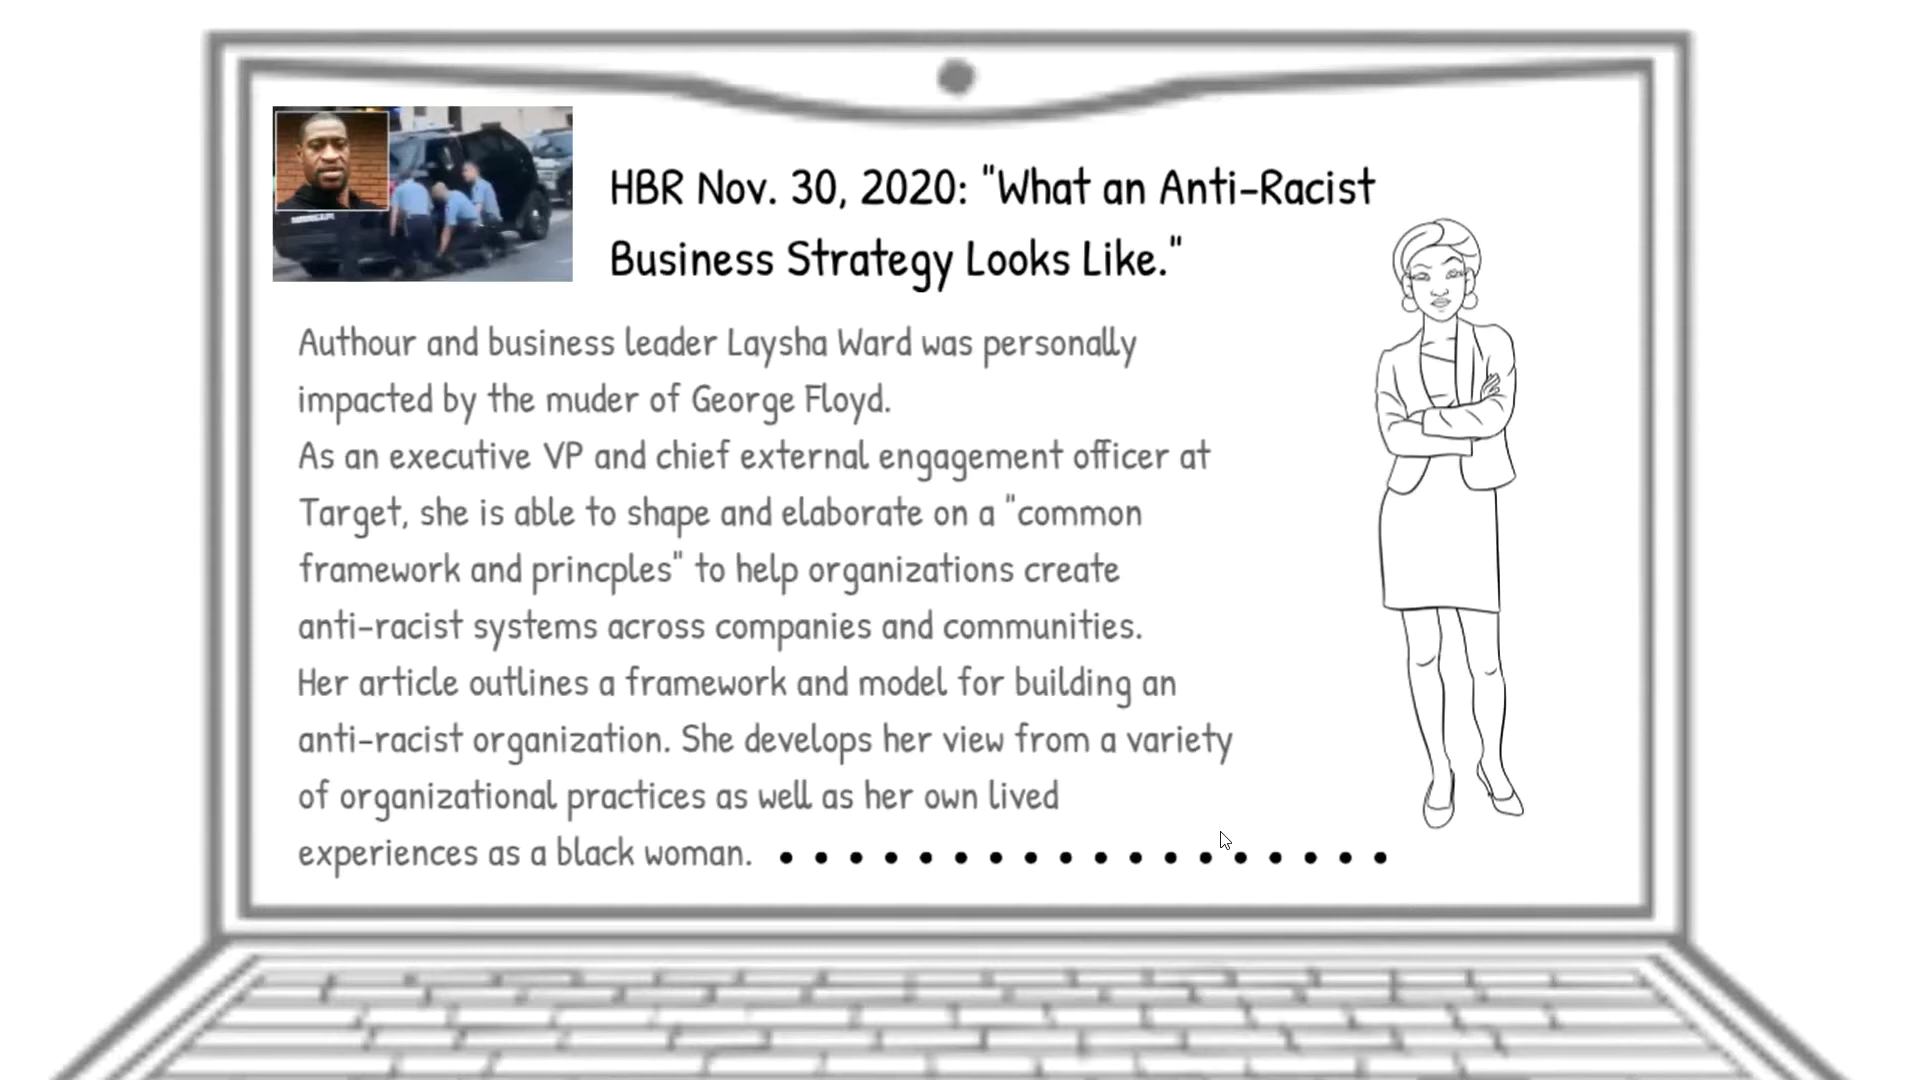 HBR Nov. 30, 2020: "What an Anti-Racist
Business Strategy Looks Like."
Authour and business leader Laysha Ward was personally
impacted by the muder of George Floyd.
As an executive VP and chief external engagement officer at
Target, she is able to shape and elaborate on a "common
framework and princples" to help organizations create
anti-racist systems across companies and communities.
Her article outlines a framework and model for building an
anti-racist organization. She develops her view from a variety
of organizational practices as well as her own lived
experiences as a black woman.